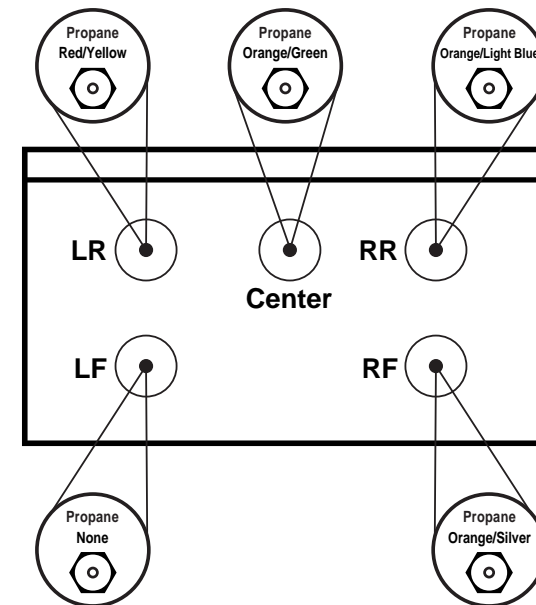 Propane
Red/Yellow
Propane
Orange/Green
Propane
Orange/Light Blue
LR
RR
Center
LF
RF
Propane
None
Propane
Orange/Silver